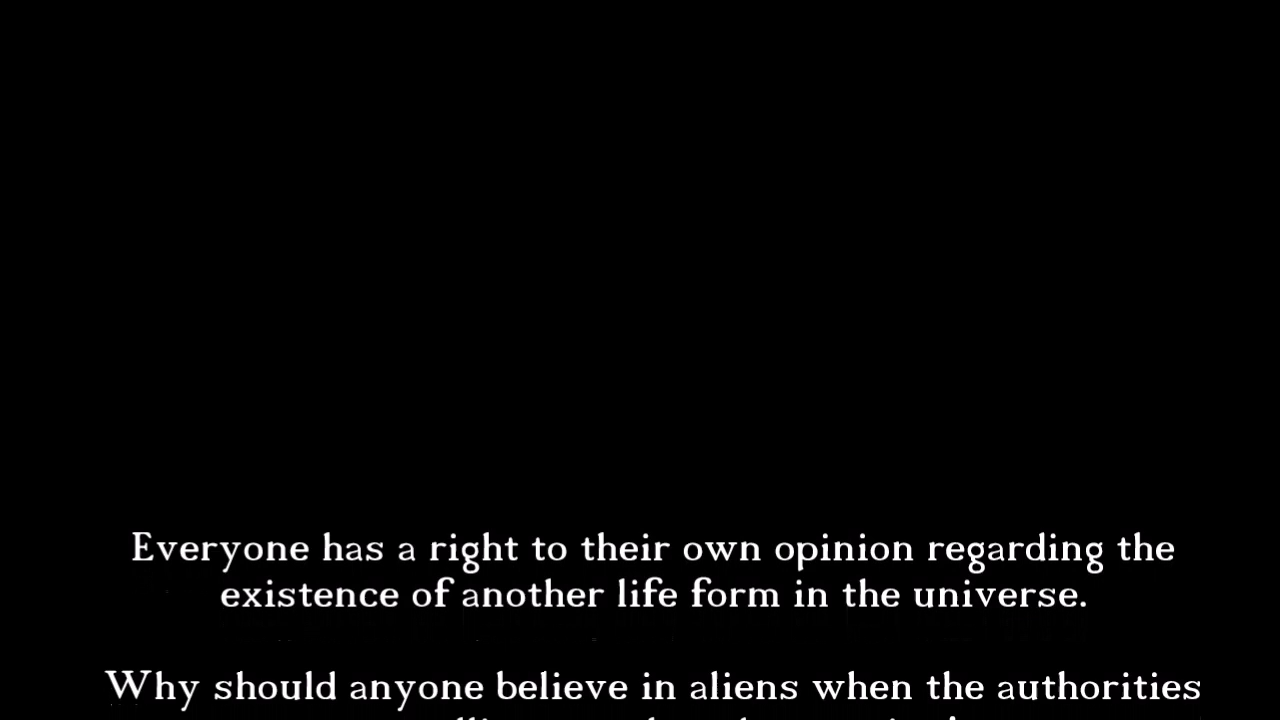 Everyone has a right to their own opinion regarding the
existence of another life form in the universe.
Why should anyone believe in aliens when the authorities